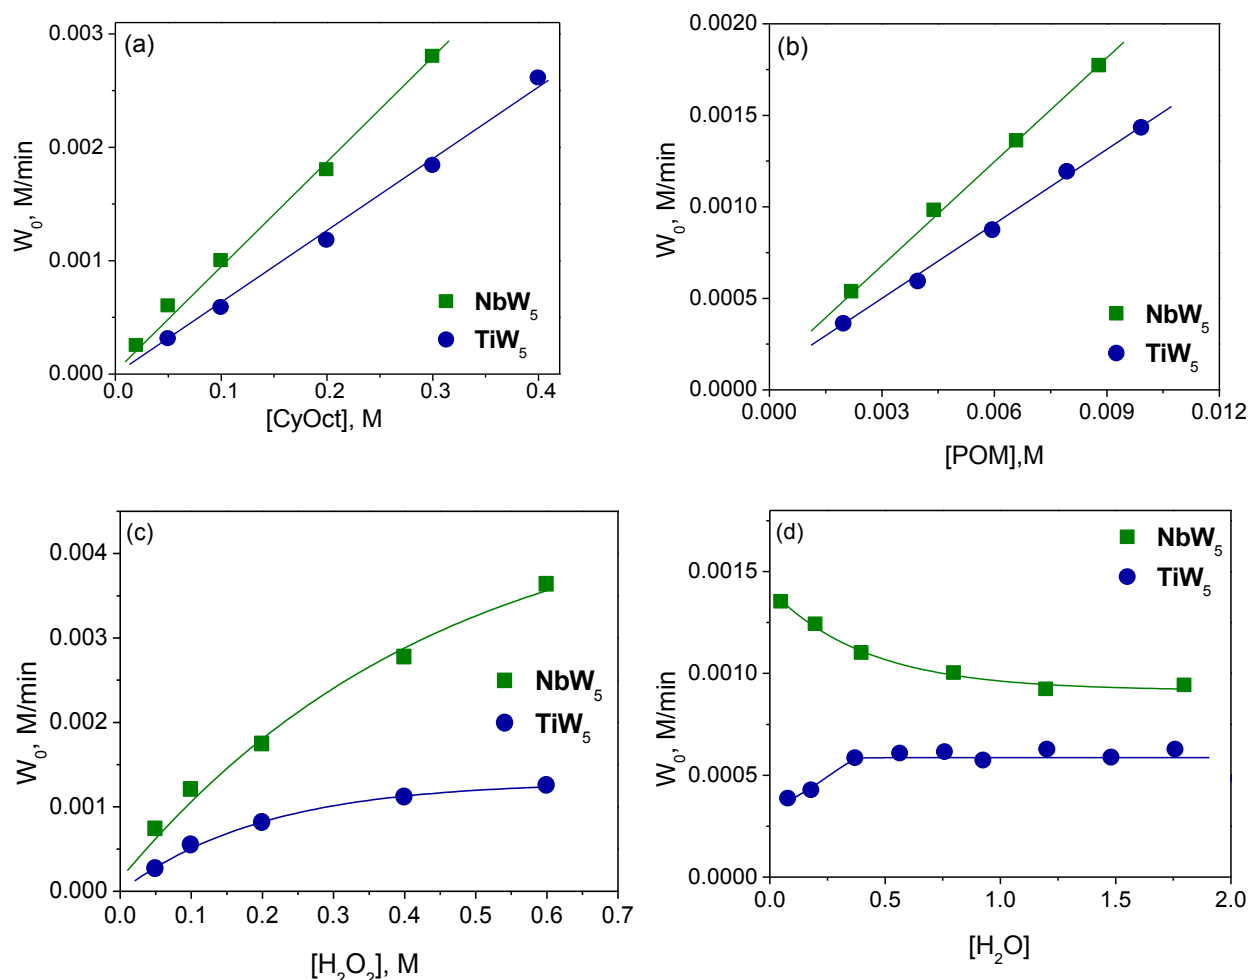 (a)
0.003
0.002
0.001
0.000
W₀, M/min
NbW₅
TiW₅
0.0 0.1 0.2 0.3 0.4
[CyOct], M
(b)
0.0020
0.0015
0.0010
0.0005
0.0000
W₀, M/min
NbW₅
TiW₅
0.000 0.003 0.006 0.009 0.012
[POM],M
(c)
0.004
0.003
0.002
0.001
0.000
W₀, M/min
NbW₅
TiW₅
0.0 0.1 0.2 0.3 0.4 0.5 0.6 0.7
[H₂O₂], M
(d)
0.0015
0.0010
0.0005
0.0000
W₀, M/min
NbW₅
TiW₅
0.0 0.5 1.0 1.5 2.0
[H₂O]